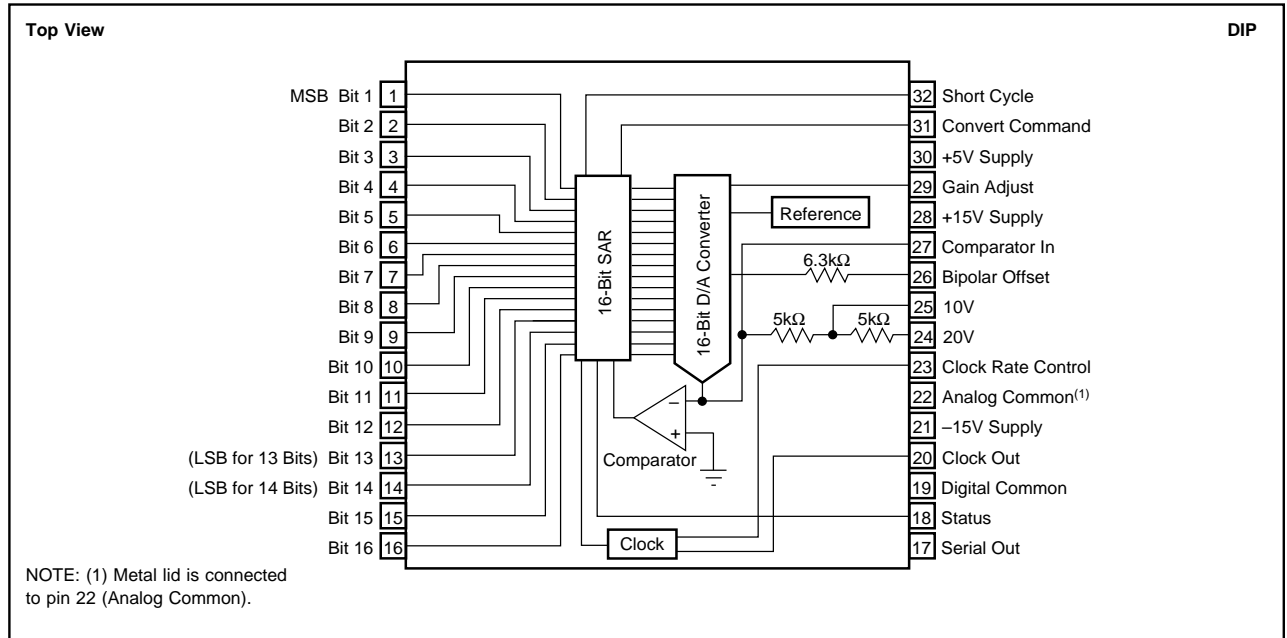 Top View
DIP
MSB Bit 1 1
Bit 2 2
Bit 3 3
Bit 4 4
Bit 5 5
Bit 6 6
Bit 7 7
Bit 8 8
Bit 9 9
Bit 10 10
Bit 11 11
Bit 12 12
(LSB for 13 Bits) Bit 13 13
(LSB for 14 Bits) Bit 14 14
Bit 15 15
Bit 16 16
16-Bit SAR
16-Bit D/A Converter
Reference
6.3kΩ
5kΩ
5kΩ
−
+
Comparator
Clock
32 Short Cycle
31 Convert Command
30 +5V Supply
29 Gain Adjust
28 +15V Supply
27 Comparator In
26 Bipolar Offset
25 10V
24 20V
23 Clock Rate Control
22 Analog Common(1)
21 –15V Supply
20 Clock Out
19 Digital Common
18 Status
17 Serial Out
NOTE: (1) Metal lid is connected
to pin 22 (Analog Common).